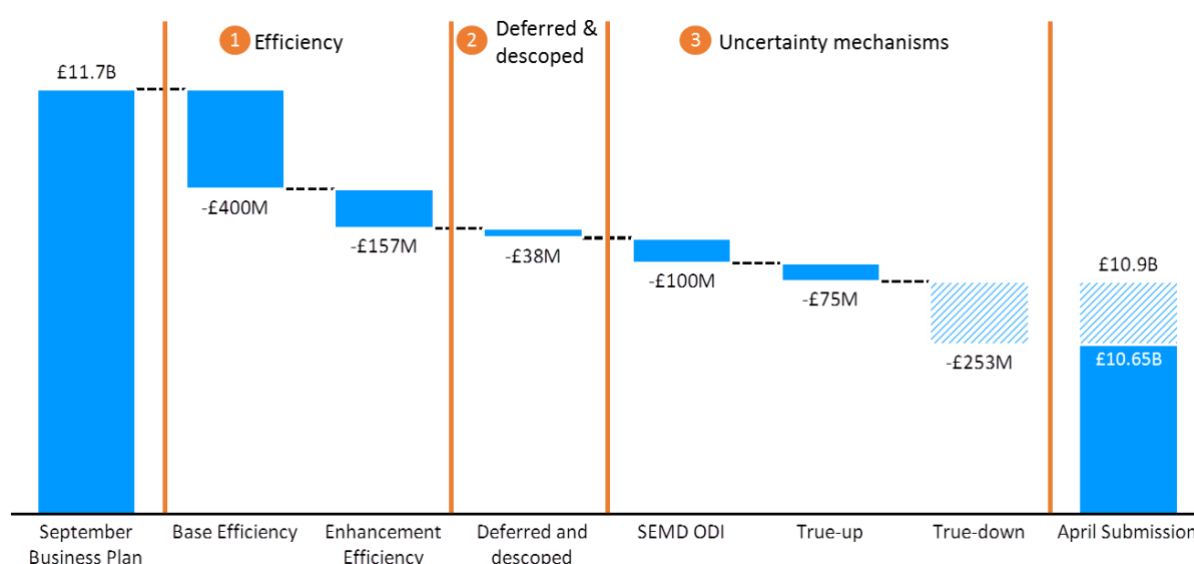 1 Efficiency
2 Deferred &
descoped
3 Uncertainty mechanisms
£11.7B
-£400M
-£157M
-£38M
-£100M
-£75M
-£253M
£10.9B
£10.65B
September
Business Plan
Base Efficiency
Enhancement
Efficiency
Deferred and
descoped
SEMD ODI
True-up
True-down
April Submission